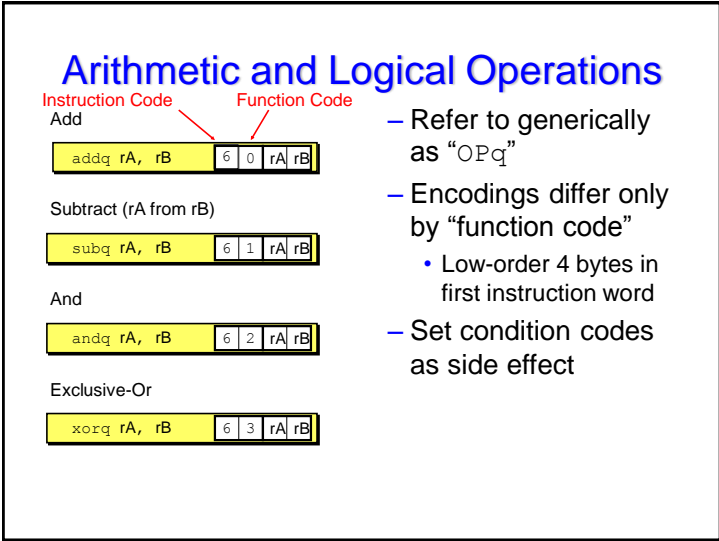 Arithmetic and Logical Operations
Instruction Code
Function Code
Add
addq rA, rB 6 0 rA rB
Subtract (rA from rB)
subq rA, rB 6 1 rA rB
And
andq rA, rB 6 2 rA rB
Exclusive-Or
xorq rA, rB 6 3 rA rB
– Refer to generically
as “OPq”
– Encodings differ only
by “function code”
• Low-order 4 bytes in
first instruction word
– Set condition codes
as side effect